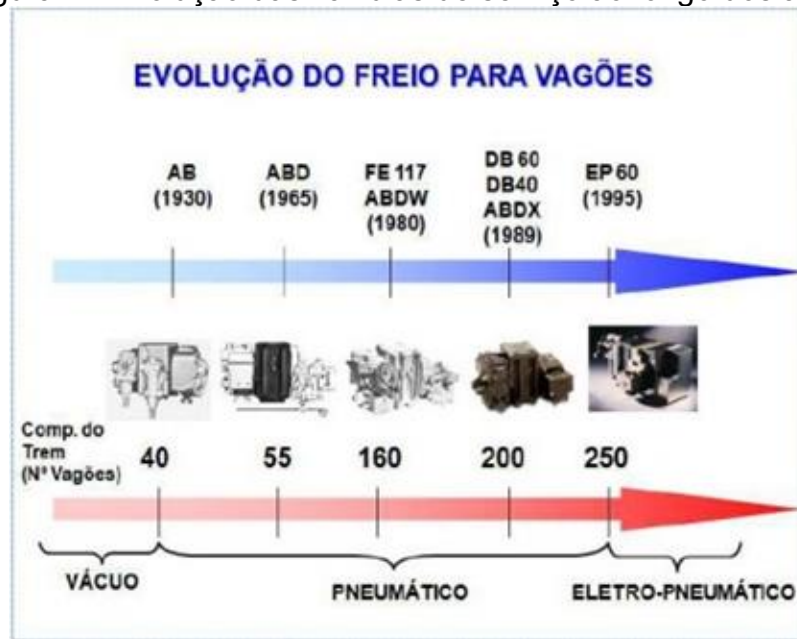 EVOLUÇÃO DO FREIO PARA VAGÕES
AB
(1930)
ABD
(1965)
FE 117
ABDW
(1980)
DB 60
DB40
ABDX
(1989)
EP 60
(1995)
Comp. do
Trem
(Nº Vagões)
40
55
160
200
250
VÁCUO
PNEUMÁTICO
ELETRO-PNEUMÁTICO